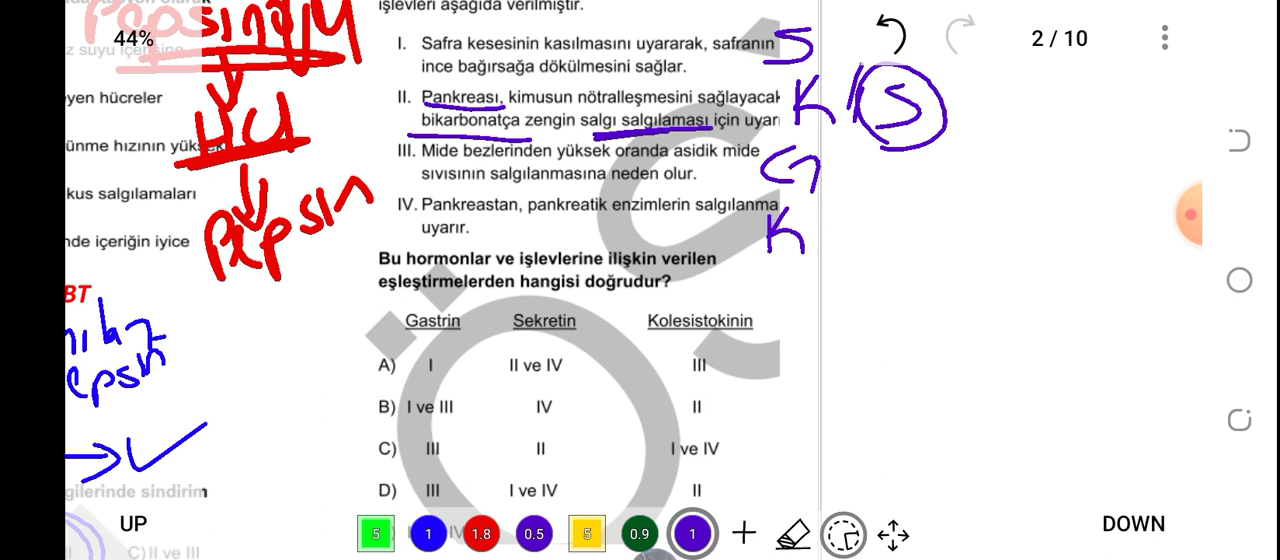 işlevleri aşağıda verilmiştir.
44%
z suyu içerisine
eyen hücreler
ünme hızının yüksek
kus salgılamaları
nde içeriğin iyice
BT
gilerinde sindirim
UP
C) II ve III
HCl
pepsin
I. Safra kesesinin kasılmasını uyararak, safranın
ince bağırsağa dökülmesini sağlar.
II. Pankreası, kimusun nötralleşmesini sağlayacak
bikarbonatça zengin salgı salgılaması için uyar
III. Mide bezlerinden yüksek oranda asidik mide
sıvısının salgılanmasına neden olur.
IV. Pankreastan, pankreatik enzimlerin salgılanma
uyarır.
S
K
S
G
K
Bu hormonlar ve işlevlerine ilişkin verilen
eşleştirmelerden hangisi doğrudur?
Gastrin Sekretin Kolesistokinin
A) I II ve IV III
B) I ve III IV II
C) III II I ve IV
D) III I ve IV II
5 1 1.8 0.5 5 0.9 1
2 / 10
DOWN